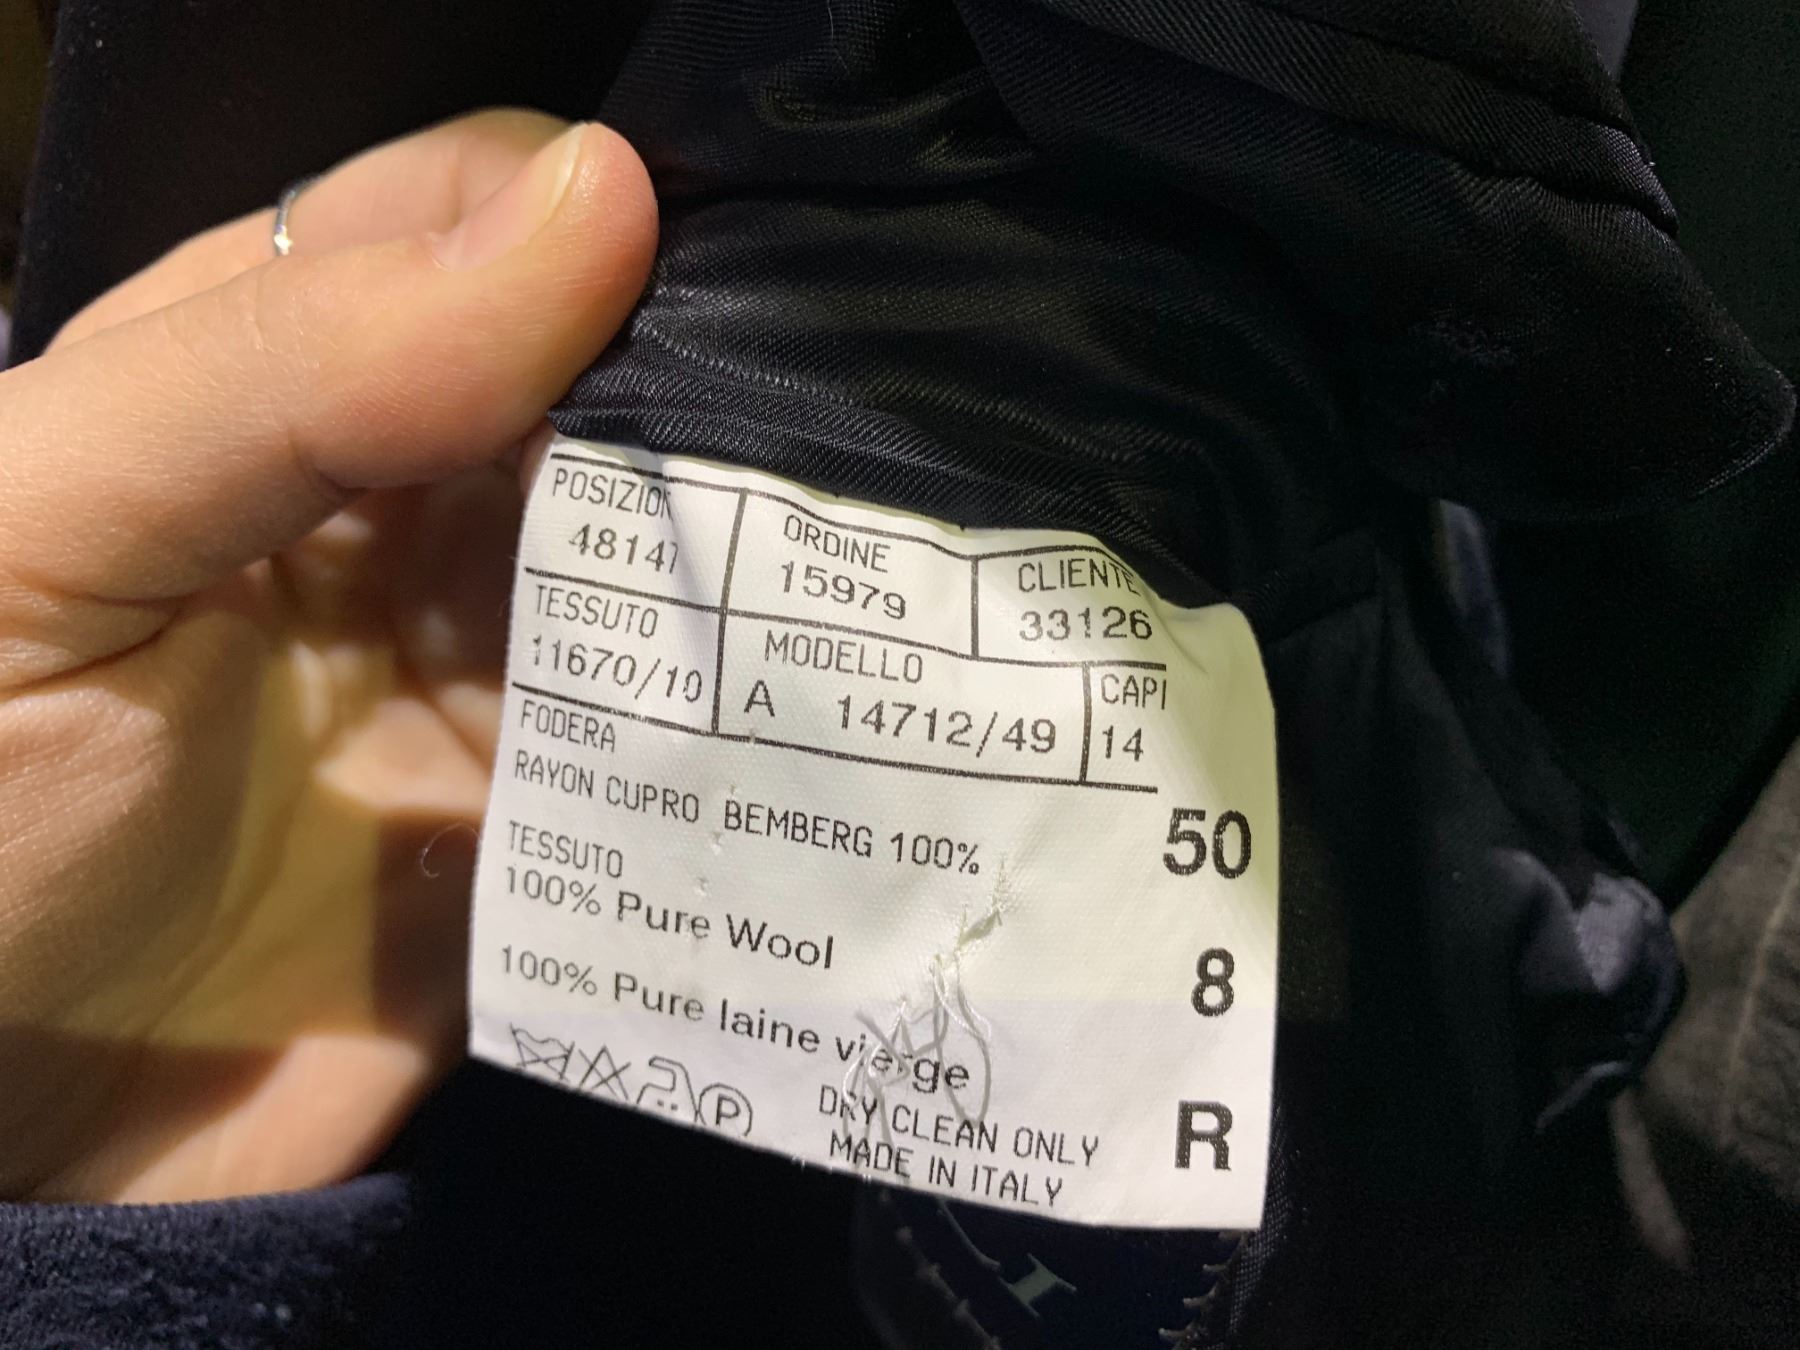 POSIZION
48147
ORDINE
15979
CLIENTE
33126
TESSUTO
11670/10
MODELLO
A 14712/49
CAPI
14
FODERA
RAYON CUPRO BEMBERG 100%
TESSUTO
100% Pure Wool
100% Pure laine vierge
50
8
R
P
DRY CLEAN ONLY
MADE IN ITALY
I